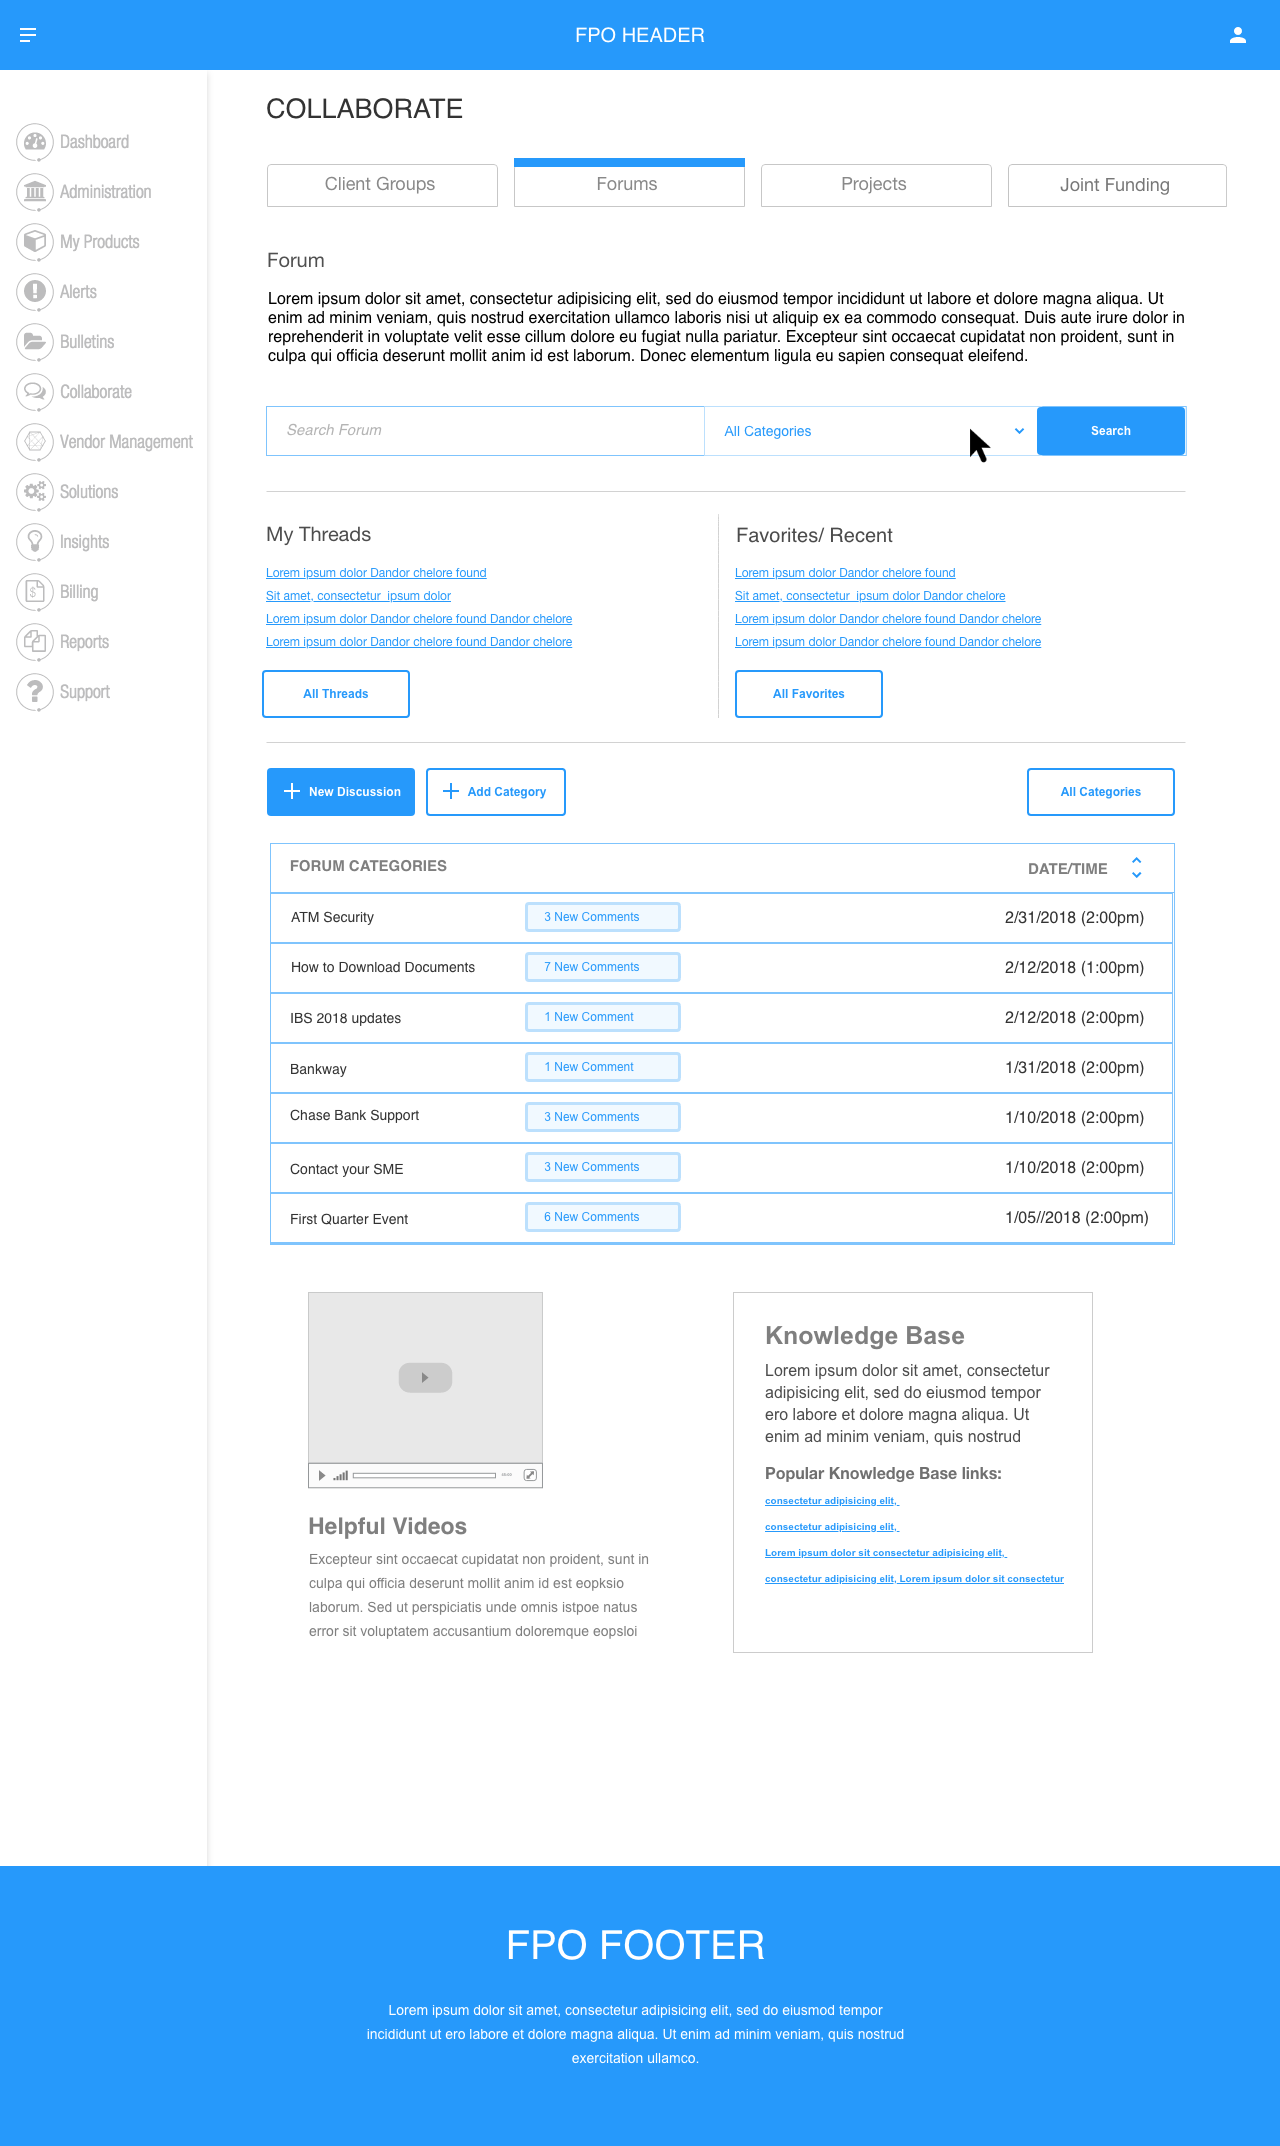 FPO HEADER
COLLABORATE
Dashboard
Administration
My Products
Alerts
Bulletins
Collaborate
Vendor Management
Solutions
Insights
Billing
Reports
Support
Client Groups
Forums
Projects
Joint Funding
Forum
Lorem ipsum dolor sit amet, consectetur adipisicing elit, sed do eiusmod tempor incididunt ut labore et dolore magna aliqua. Ut
enim ad minim veniam, quis nostrud exercitation ullamco laboris nisi ut aliquip ex ea commodo consequat. Duis aute irure dolor in
reprehenderit in voluptate velit esse cillum dolore eu fugiat nulla pariatur. Excepteur sint occaecat cupidatat non proident, sunt in
culpa qui officia deserunt mollit anim id est laborum. Donec elementum ligula eu sapien consequat eleifend.
Search Forum
All Categories
Search
My Threads
Lorem ipsum dolor Dandor chelore found
Sit amet, consectetur  ipsum dolor
Lorem ipsum dolor Dandor chelore found Dandor chelore
Lorem ipsum dolor Dandor chelore found Dandor chelore
All Threads
Favorites/ Recent
Lorem ipsum dolor Dandor chelore found
Sit amet, consectetur  ipsum dolor Dandor chelore
Lorem ipsum dolor Dandor chelore found Dandor chelore
Lorem ipsum dolor Dandor chelore found Dandor chelore
All Favorites
New Discussion
Add Category
All Categories
FORUM CATEGORIES
DATE/TIME
ATM Security
3 New Comments
2/31/2018 (2:00pm)
How to Download Documents
7 New Comments
2/12/2018 (1:00pm)
IBS 2018 updates
1 New Comment
2/12/2018 (2:00pm)
Bankway
1 New Comment
1/31/2018 (2:00pm)
Chase Bank Support
3 New Comments
1/10/2018 (2:00pm)
Contact your SME
3 New Comments
1/10/2018 (2:00pm)
First Quarter Event
6 New Comments
1/05//2018 (2:00pm)
Helpful Videos
Excepteur sint occaecat cupidatat non proident, sunt in
culpa qui officia deserunt mollit anim id est eopksio
laborum. Sed ut perspiciatis unde omnis istpoe natus
error sit voluptatem accusantium doloremque eopsloi
Knowledge Base
Lorem ipsum dolor sit amet, consectetur
adipisicing elit, sed do eiusmod tempor
ero labore et dolore magna aliqua. Ut
enim ad minim veniam, quis nostrud
Popular Knowledge Base links:
consectetur adipisicing elit,
consectetur adipisicing elit,
Lorem ipsum dolor sit consectetur adipisicing elit,
consectetur adipisicing elit, Lorem ipsum dolor sit consectetur
FPO FOOTER
Lorem ipsum dolor sit amet, consectetur adipisicing elit, sed do eiusmod tempor
incididunt ut ero labore et dolore magna aliqua. Ut enim ad minim veniam, quis nostrud
exercitation ullamco.